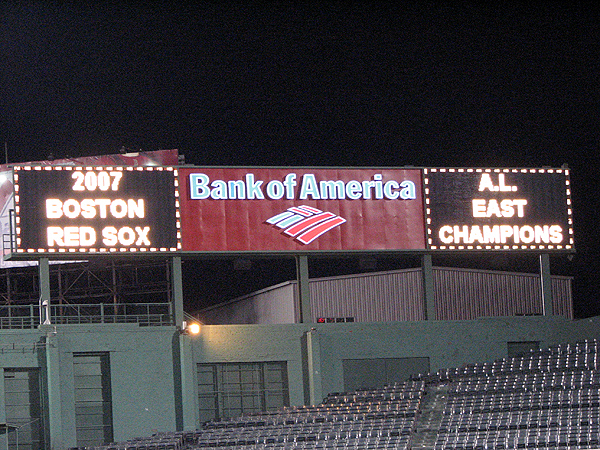 2007
BOSTON
RED SOX
Bank of America
A.L.
EAST
CHAMPIONS